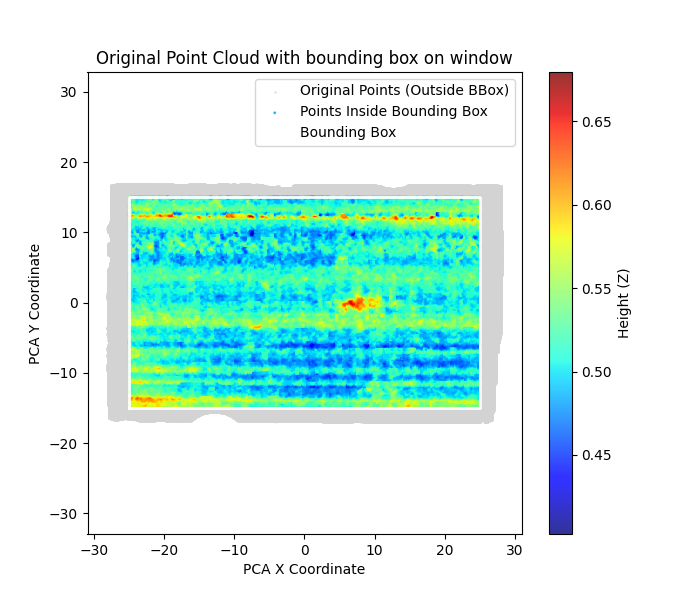 Original Point Cloud with bounding box on window
Original Points (Outside BBox)
Points Inside Bounding Box
Bounding Box
30
20
10
0
−10
−20
−30
PCA Y Coordinate
−30
−20
−10
0
10
20
30
PCA X Coordinate
0.65
0.60
0.55
0.50
0.45
Height (Z)